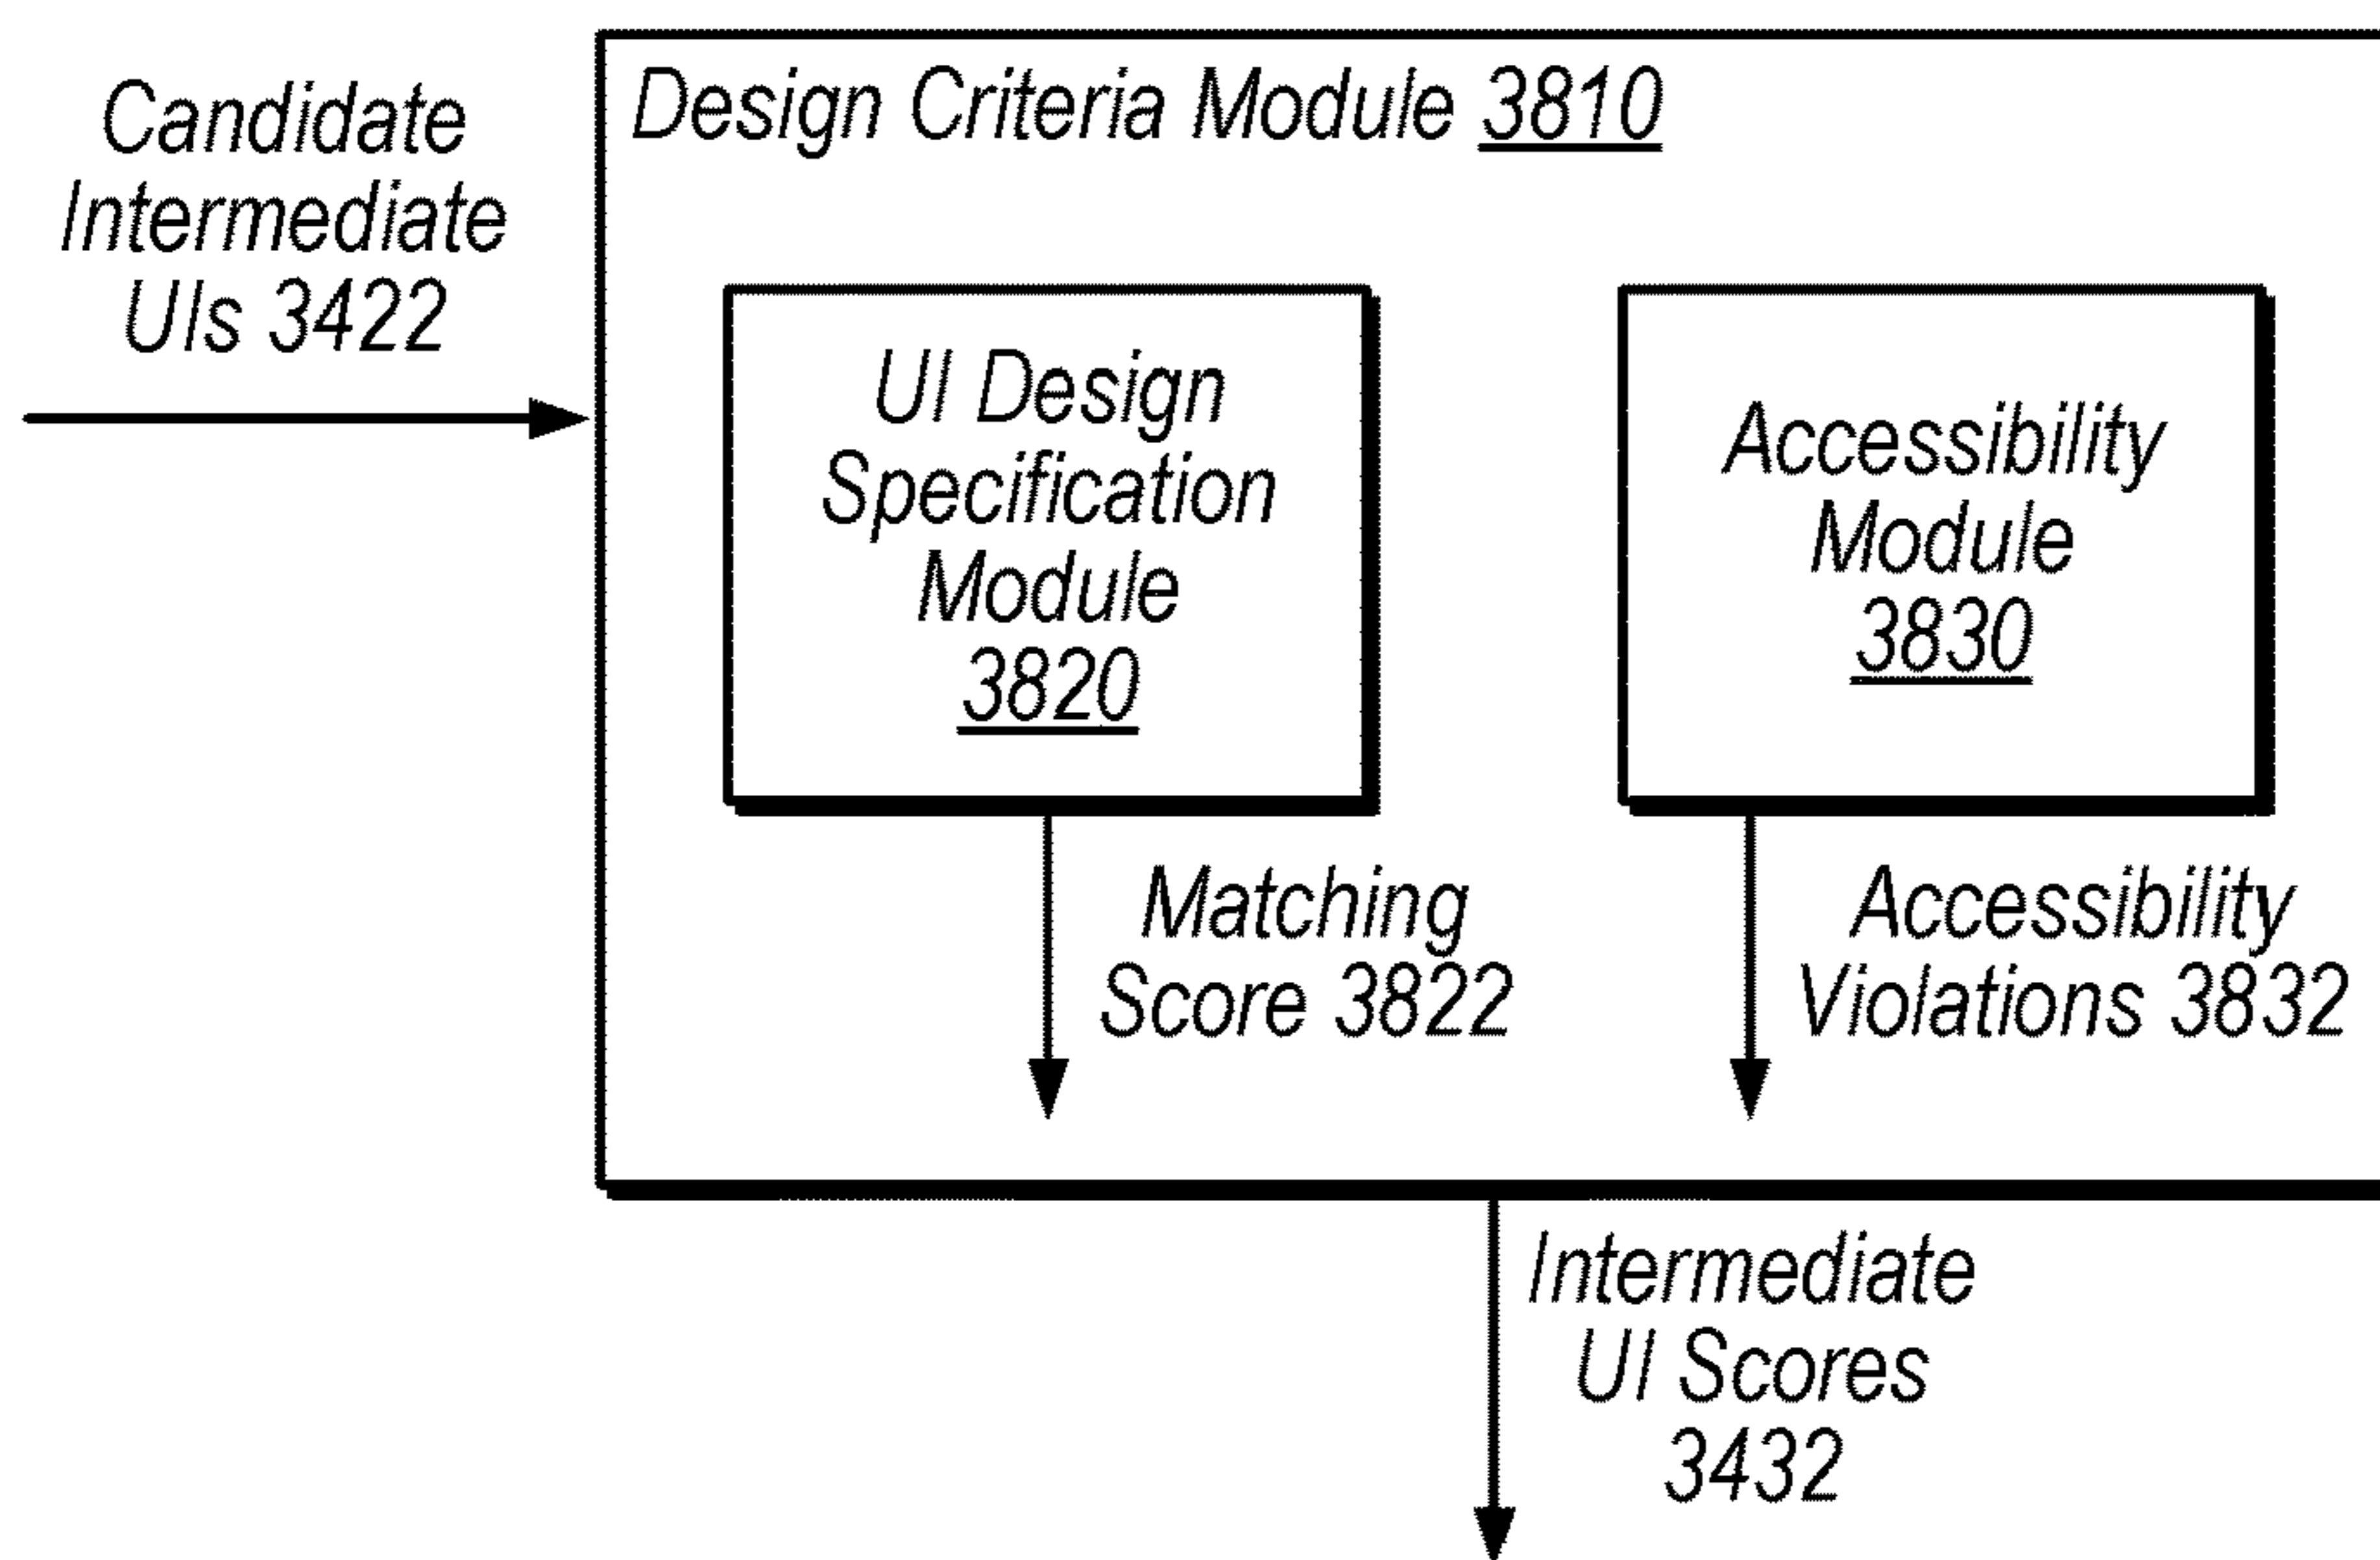 Candidate
Intermediate
UIs 3422
Design Criteria Module 3810
UI Design
Specification
Module
3820
Accessibility
Module
3830
Matching
Score 3822
Accessibility
Violations 3832
Intermediate
UI Scores
3432